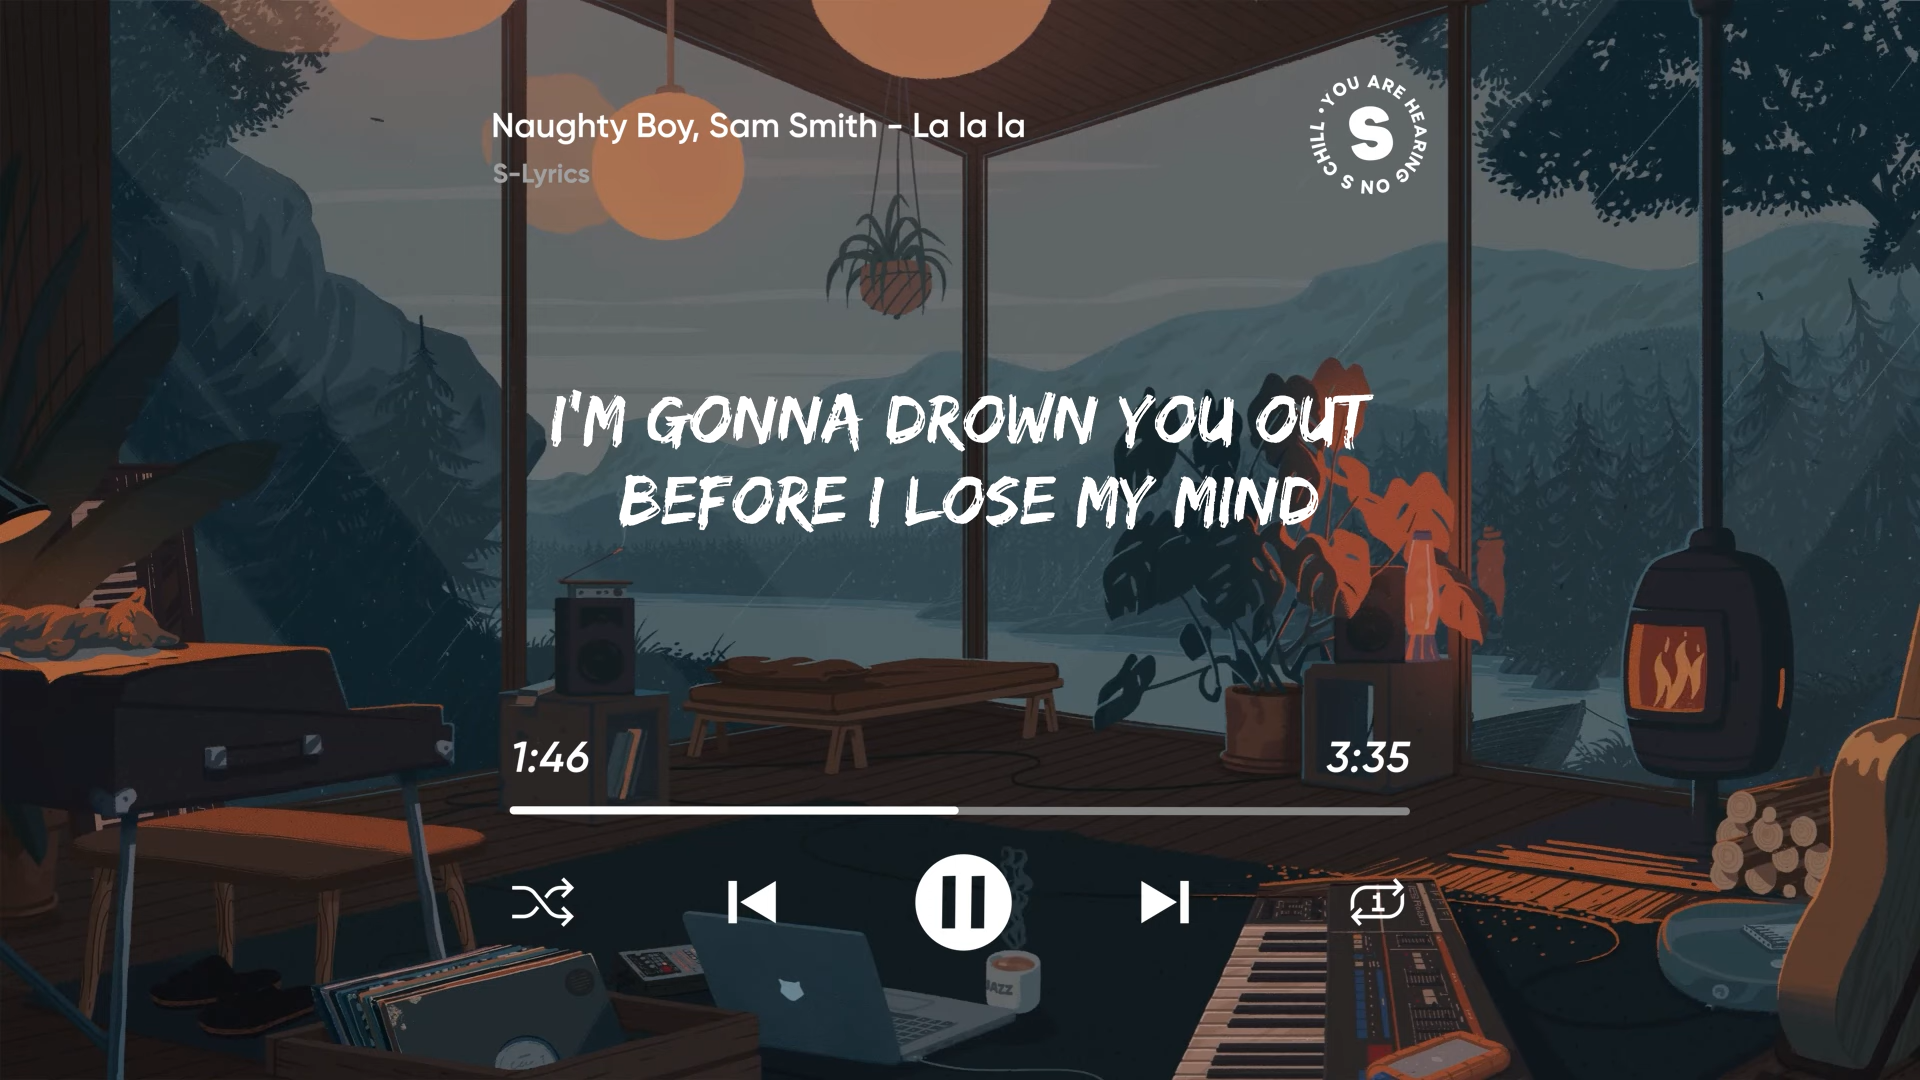 Naughty Boy, Sam Smith - La la la
S-Lyrics
• YOU ARE HEARING ON S CHILL
S
I'M GONNA DROWN YOU OUT
BEFORE I LOSE MY MIND
1:46
3:35
1
JAZZ